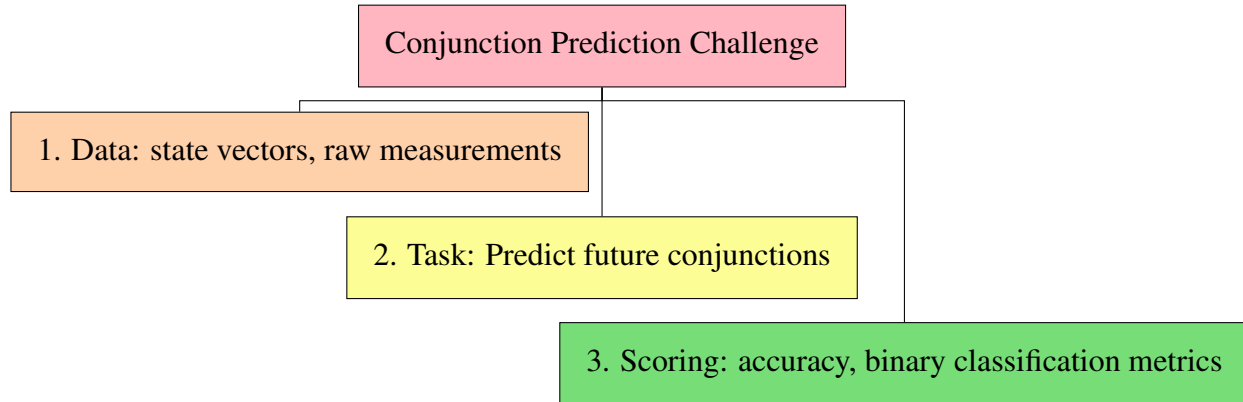 Conjunction Prediction Challenge
1. Data: state vectors, raw measurements
2. Task: Predict future conjunctions
3. Scoring: accuracy, binary classification metrics